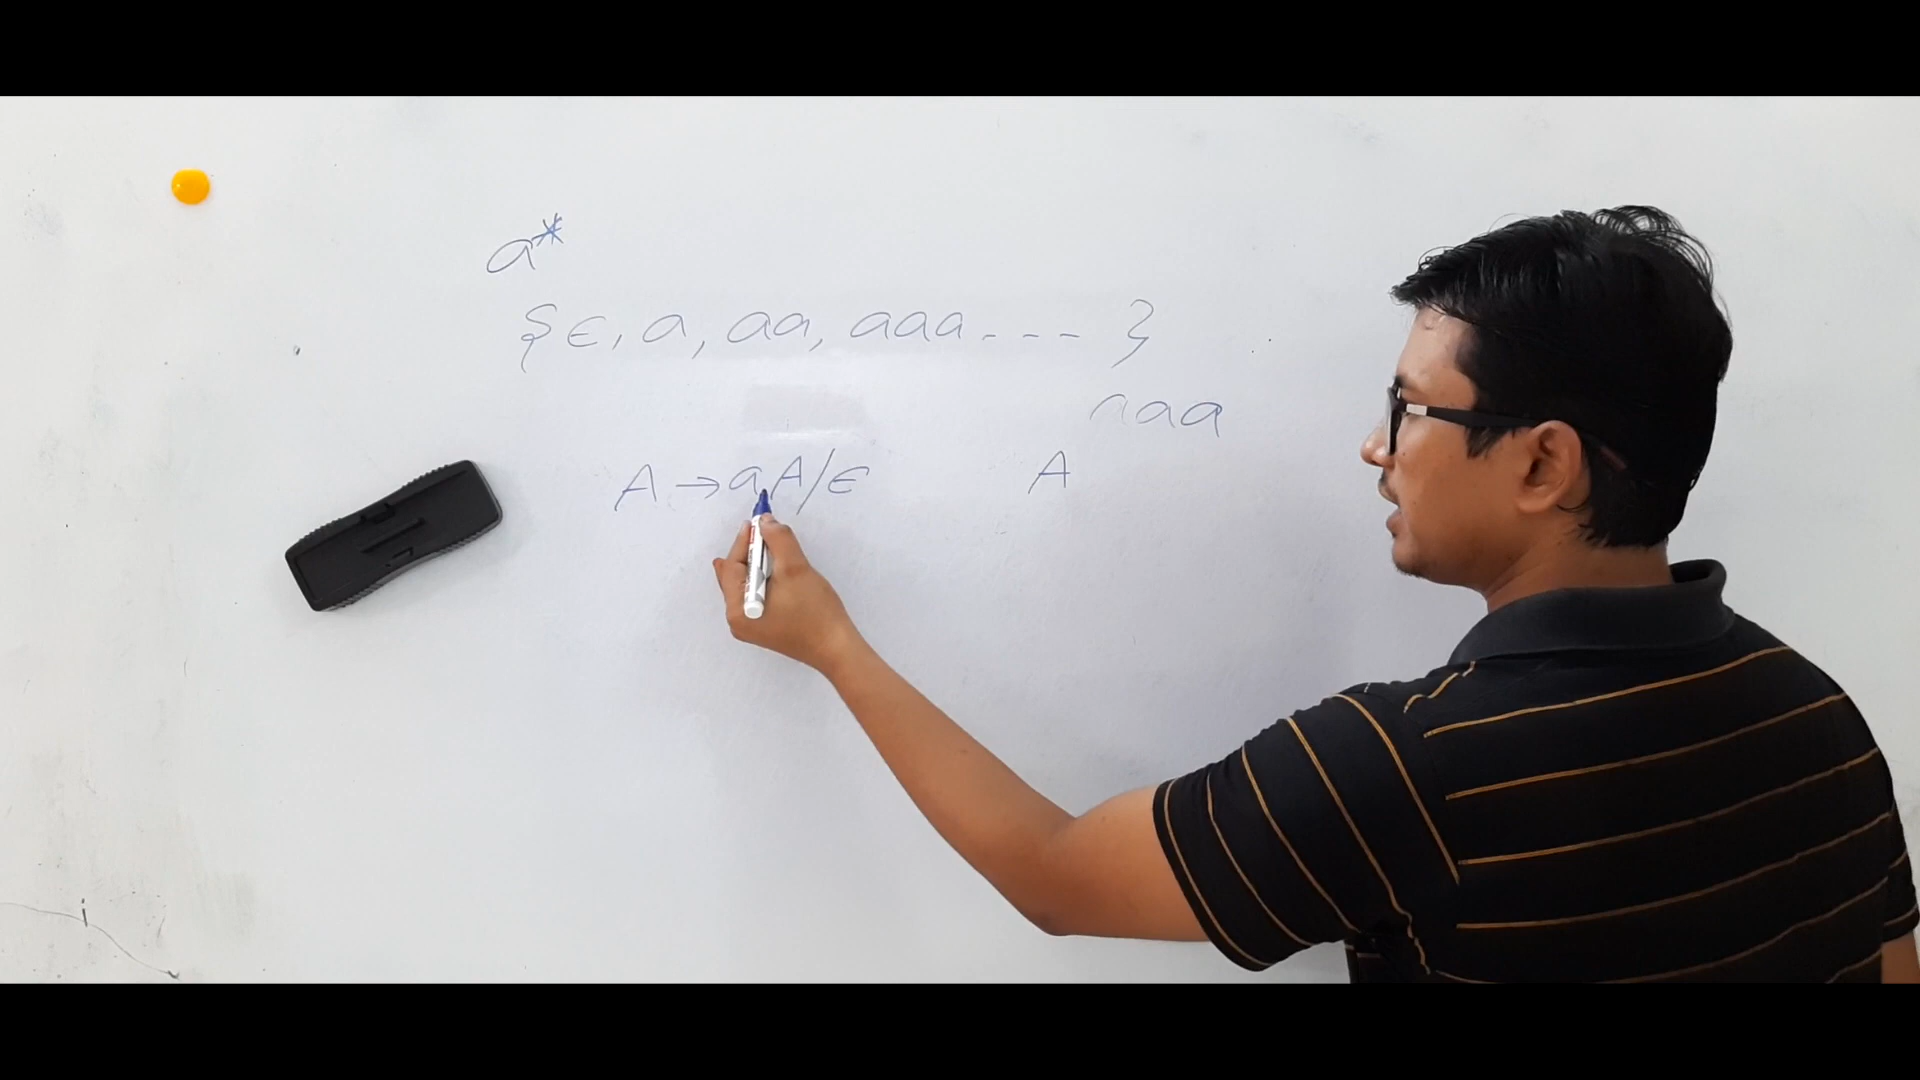 a*
{ϵ, a, aa, aaa - - - }
aaa
A → aA/ϵ
A